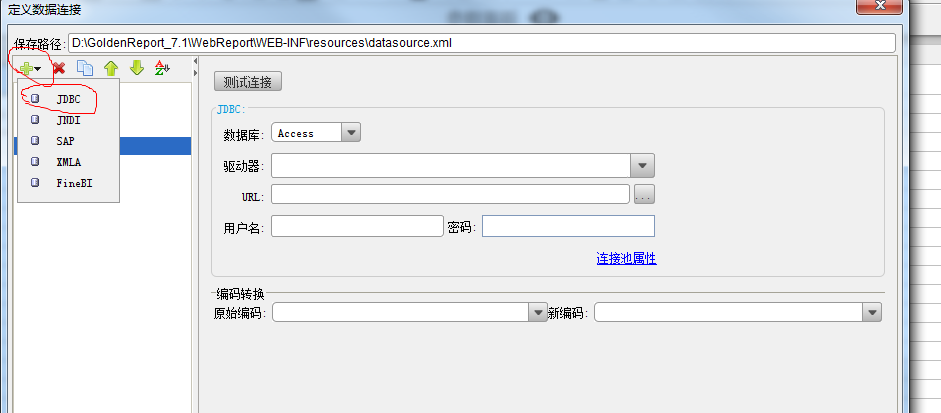 定义数据连接
保存路径: D:\GoldenReport_7.1\WebReport\WEB-INF\resources\datasource.xml
JDBC
JNDI
SAP
XMLA
FineBI
测试连接
JDBC:
数据库: Access
驱动器:
URL: ...
用户名: 密码:
连接池属性
编码转换
原始编码: 新编码: